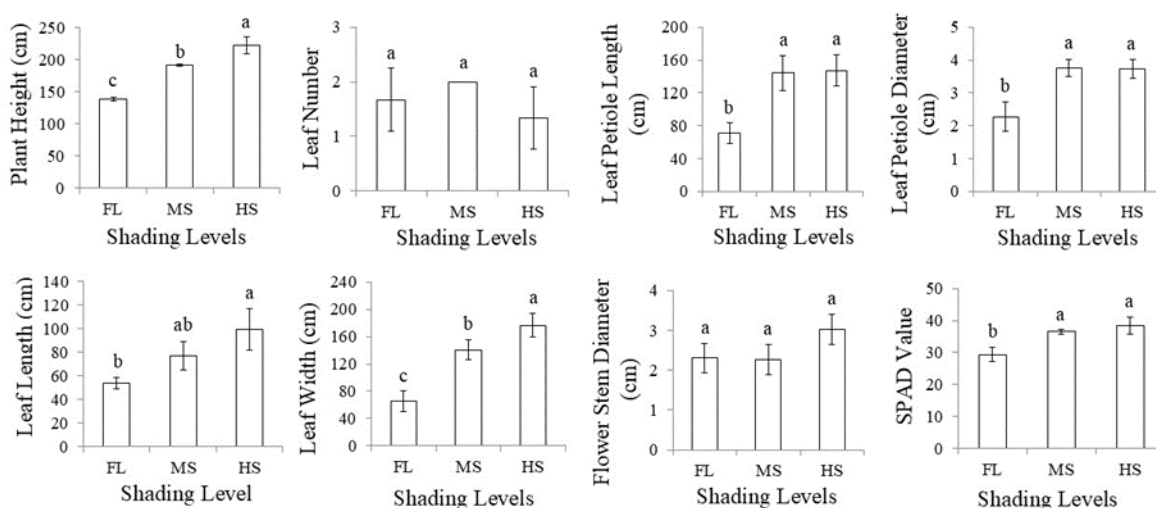 Plant Height (cm)
250
200
150
100
50
0
c
b
a
FL
MS
HS
Shading Levels
Leaf Number
3
2
1
0
a
a
a
FL
MS
HS
Shading Levels
Leaf Petiole Length
(cm)
200
160
120
80
40
0
b
a
a
FL
MS
HS
Shading Levels
Leaf Petiole Diameter
(cm)
5
4
3
2
1
0
b
a
a
FL
MS
HS
Shading Levels
Leaf Length (cm)
140
120
100
80
60
40
20
0
b
ab
a
FL
MS
HS
Shading Level
Leaf Width (cm)
240
200
160
120
80
40
0
c
b
a
FL
MS
HS
Shading Levels
Flower Stem Diameter
(cm)
4
3
2
1
0
a
a
a
FL
MS
HS
Shading Levels
SPAD Value
50
40
30
20
10
0
b
a
a
FL
MS
HS
Shading Levels